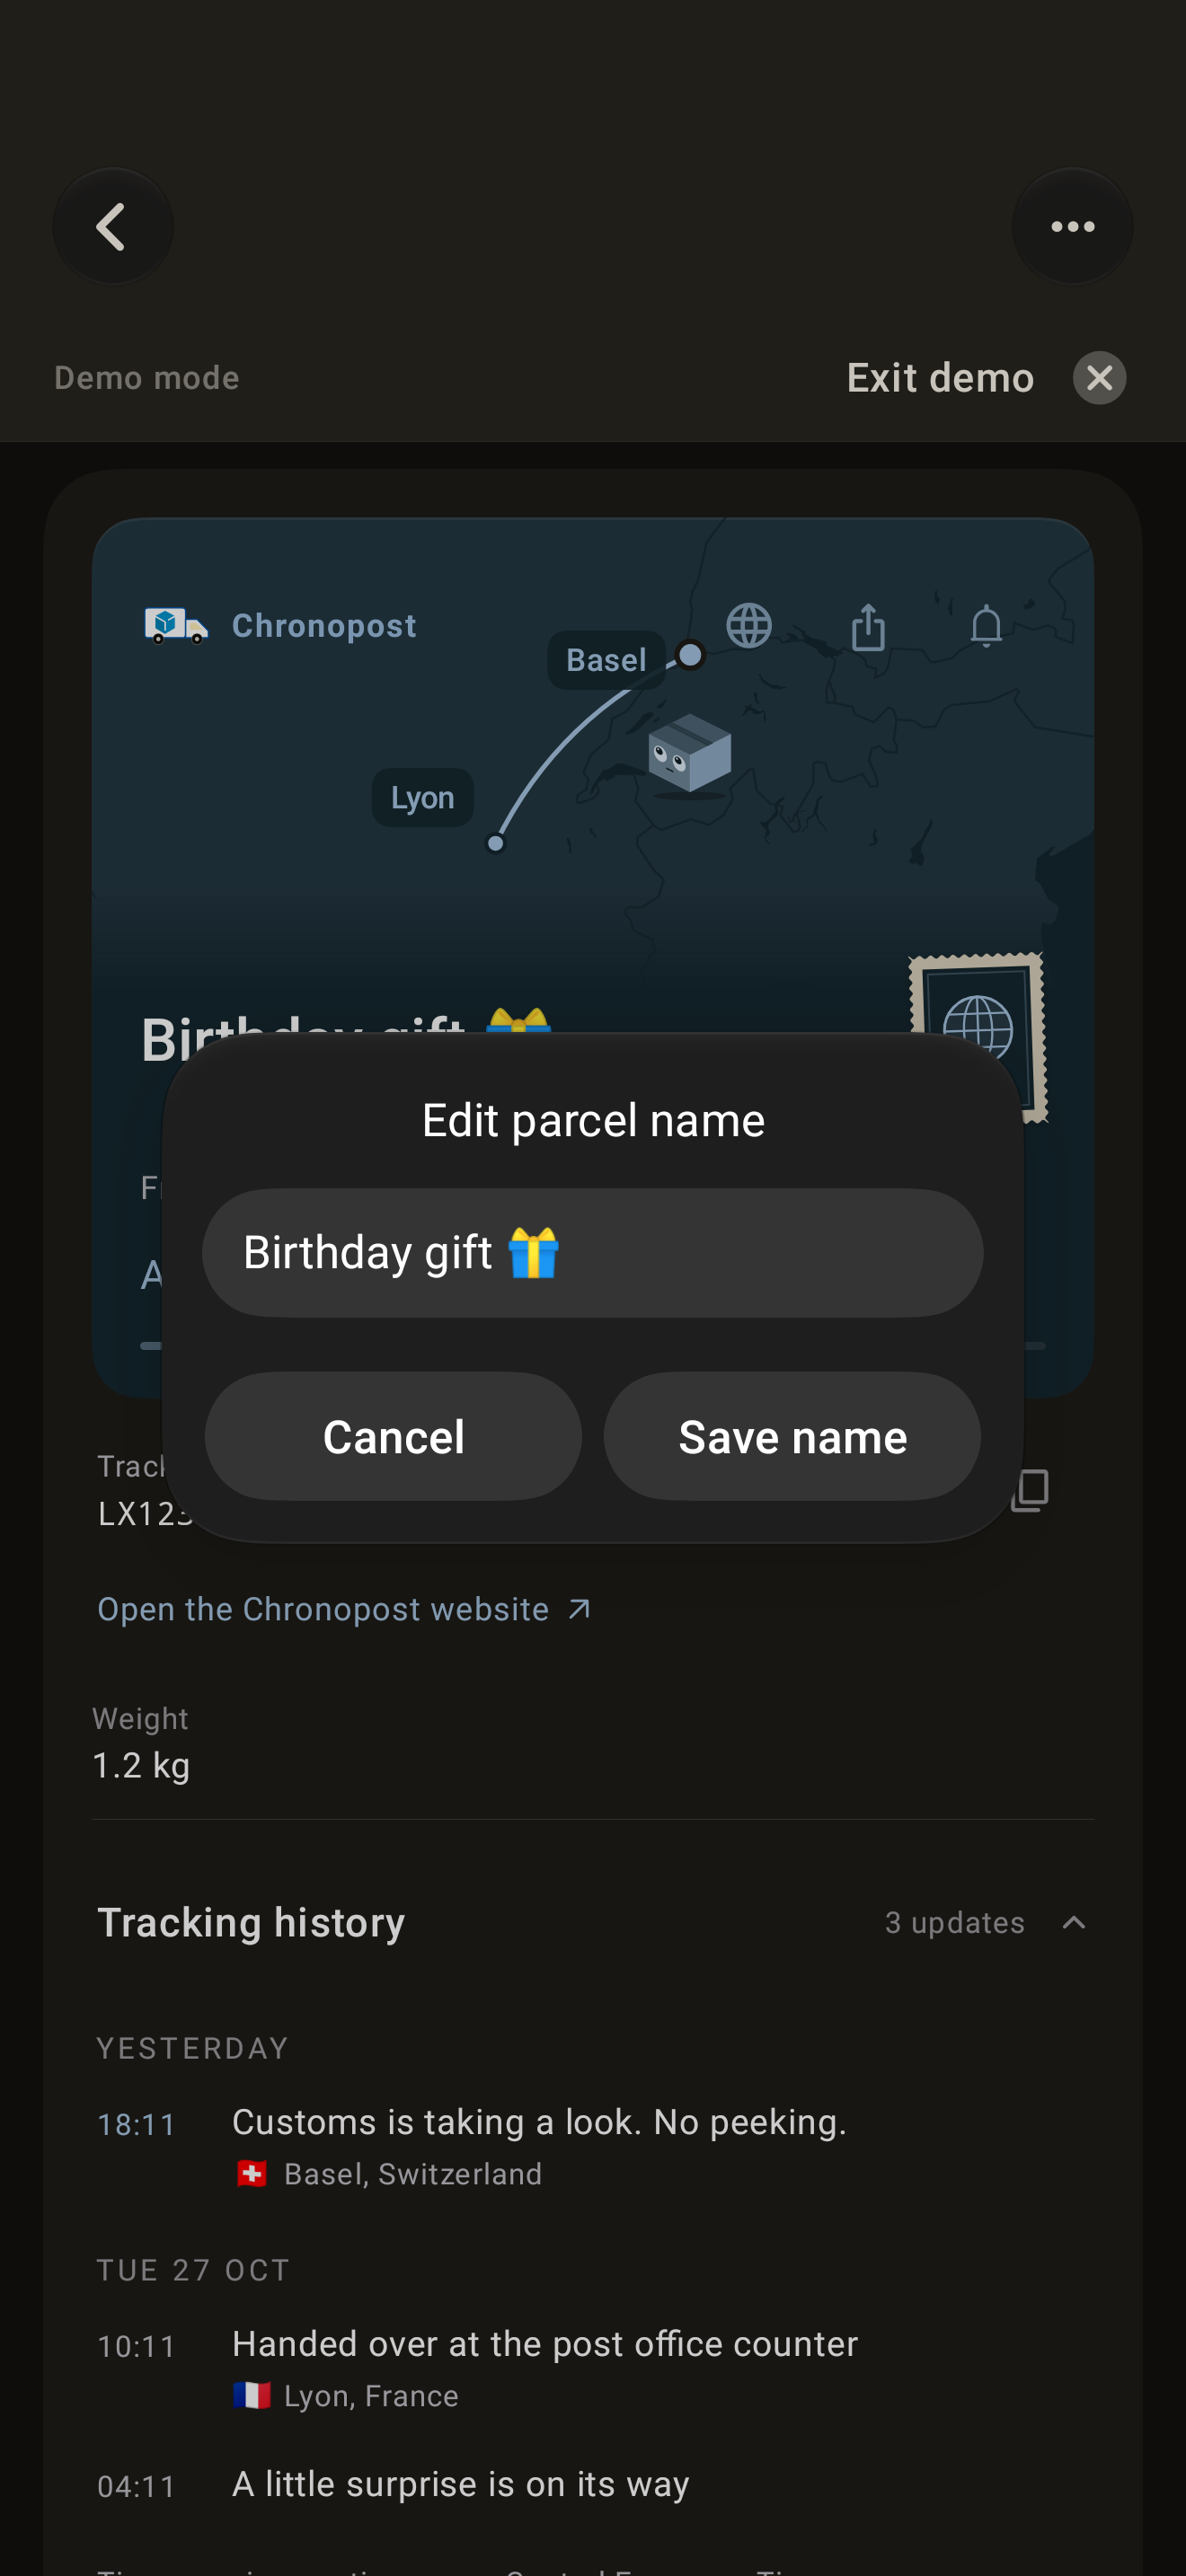 Demo mode
Exit demo
Chronopost
Basel
Lyon
Birthday gift 🎁
Edit parcel name
Birthday gift 🎁
Cancel
Save name
LX123
Open the Chronopost website
Weight
1.2 kg
Tracking history
3 updates
YESTERDAY
18:11
Customs is taking a look. No peeking.
🇨🇭 Basel, Switzerland
TUE 27 OCT
10:11
Handed over at the post office counter
🇫🇷 Lyon, France
04:11
A little surprise is on its way